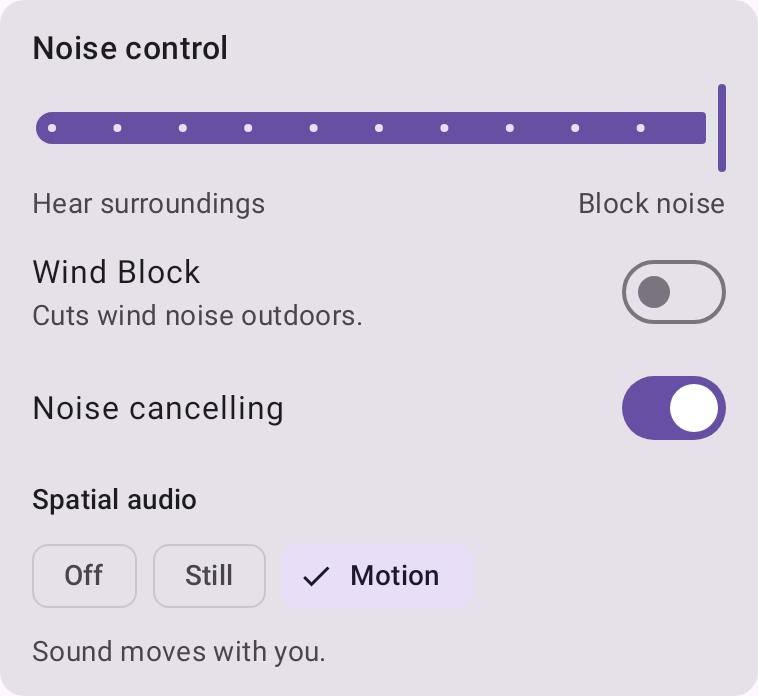 Noise control
Hear surroundings
Block noise
Wind Block
Cuts wind noise outdoors.
Noise cancelling
Spatial audio
Off
Still
Motion
Sound moves with you.